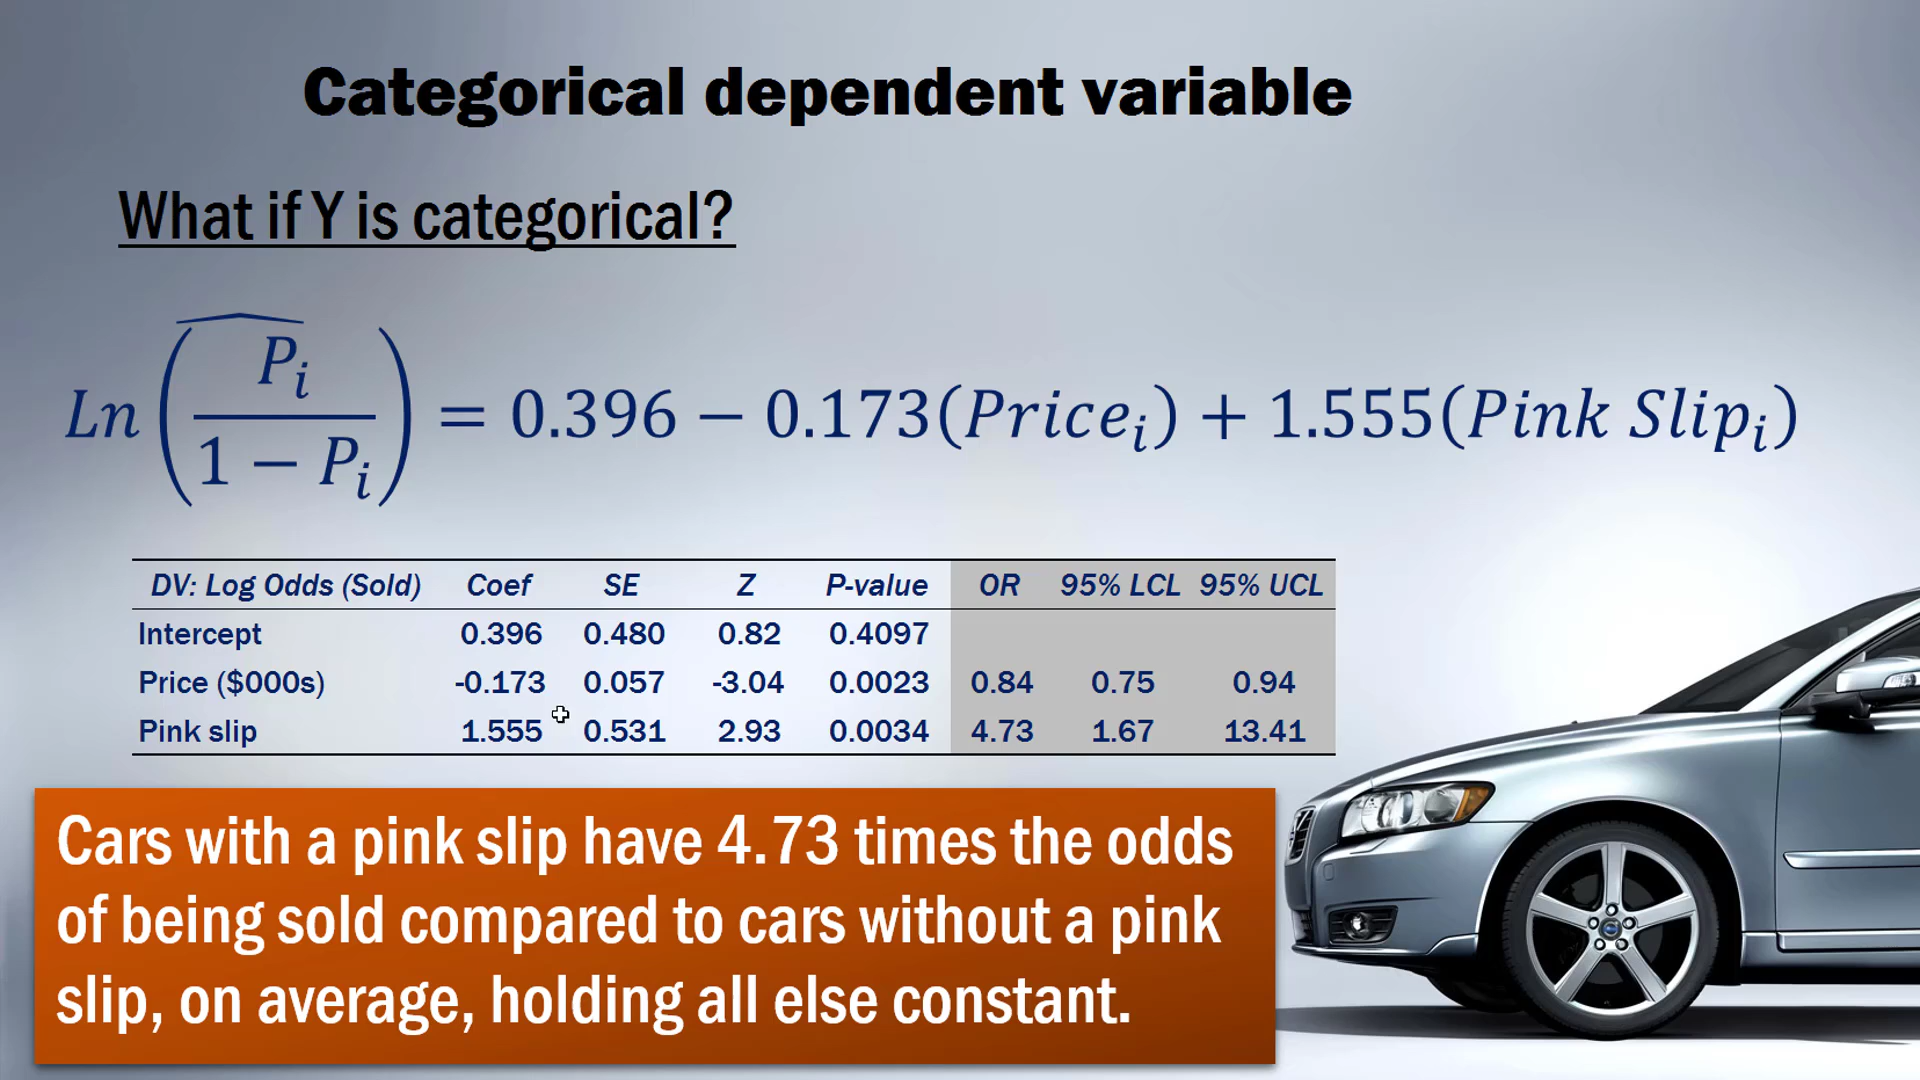 Categorical dependent variable
What if Y is categorical?
Ln(P_i / 1 − P_i) = 0.396 − 0.173(Price_i) + 1.555(Pink Slip_i)
DV: Log Odds (Sold) Coef SE Z P-value OR 95% LCL 95% UCL
Intercept 0.396 0.480 0.82 0.4097
Price ($000s) -0.173 0.057 -3.04 0.0023 0.84 0.75 0.94
Pink slip 1.555 0.531 2.93 0.0034 4.73 1.67 13.41
Cars with a pink slip have 4.73 times the odds
of being sold compared to cars without a pink
slip, on average, holding all else constant.